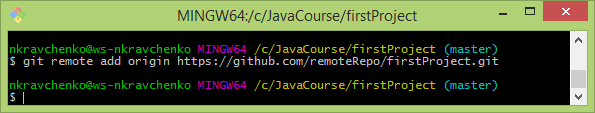 MINGW64:/c/JavaCourse/firstProject
nkravchenko@ws-nkravchenko MINGW64 /c/JavaCourse/firstProject (master)
$ git remote add origin https://github.com/remoteRepo/firstProject.git
nkravchenko@ws-nkravchenko MINGW64 /c/JavaCourse/firstProject (master)
$